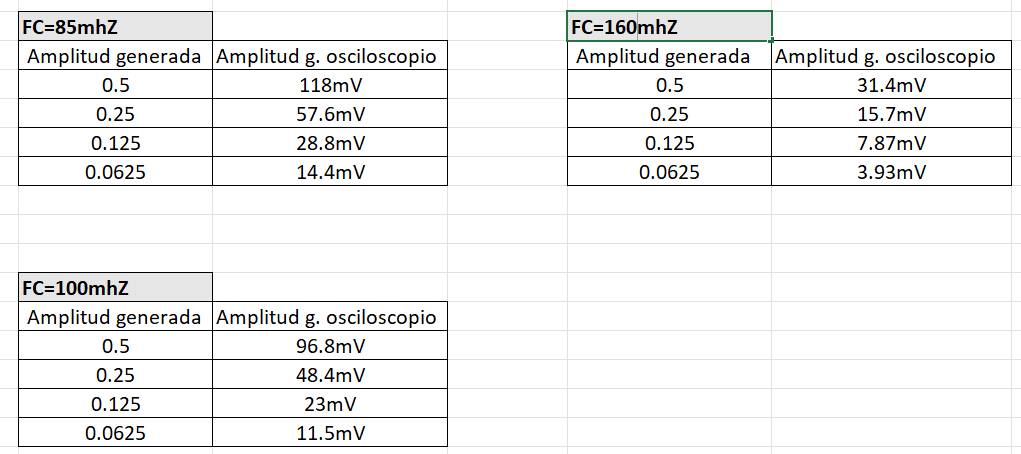 FC=85mhZ
Amplitud generada Amplitud g. osciloscopio
0.5 118mV
0.25 57.6mV
0.125 28.8mV
0.0625 14.4mV
FC=160mhZ
Amplitud generada Amplitud g. osciloscopio
0.5 31.4mV
0.25 15.7mV
0.125 7.87mV
0.0625 3.93mV
FC=100mhZ
Amplitud generada Amplitud g. osciloscopio
0.5 96.8mV
0.25 48.4mV
0.125 23mV
0.0625 11.5mV